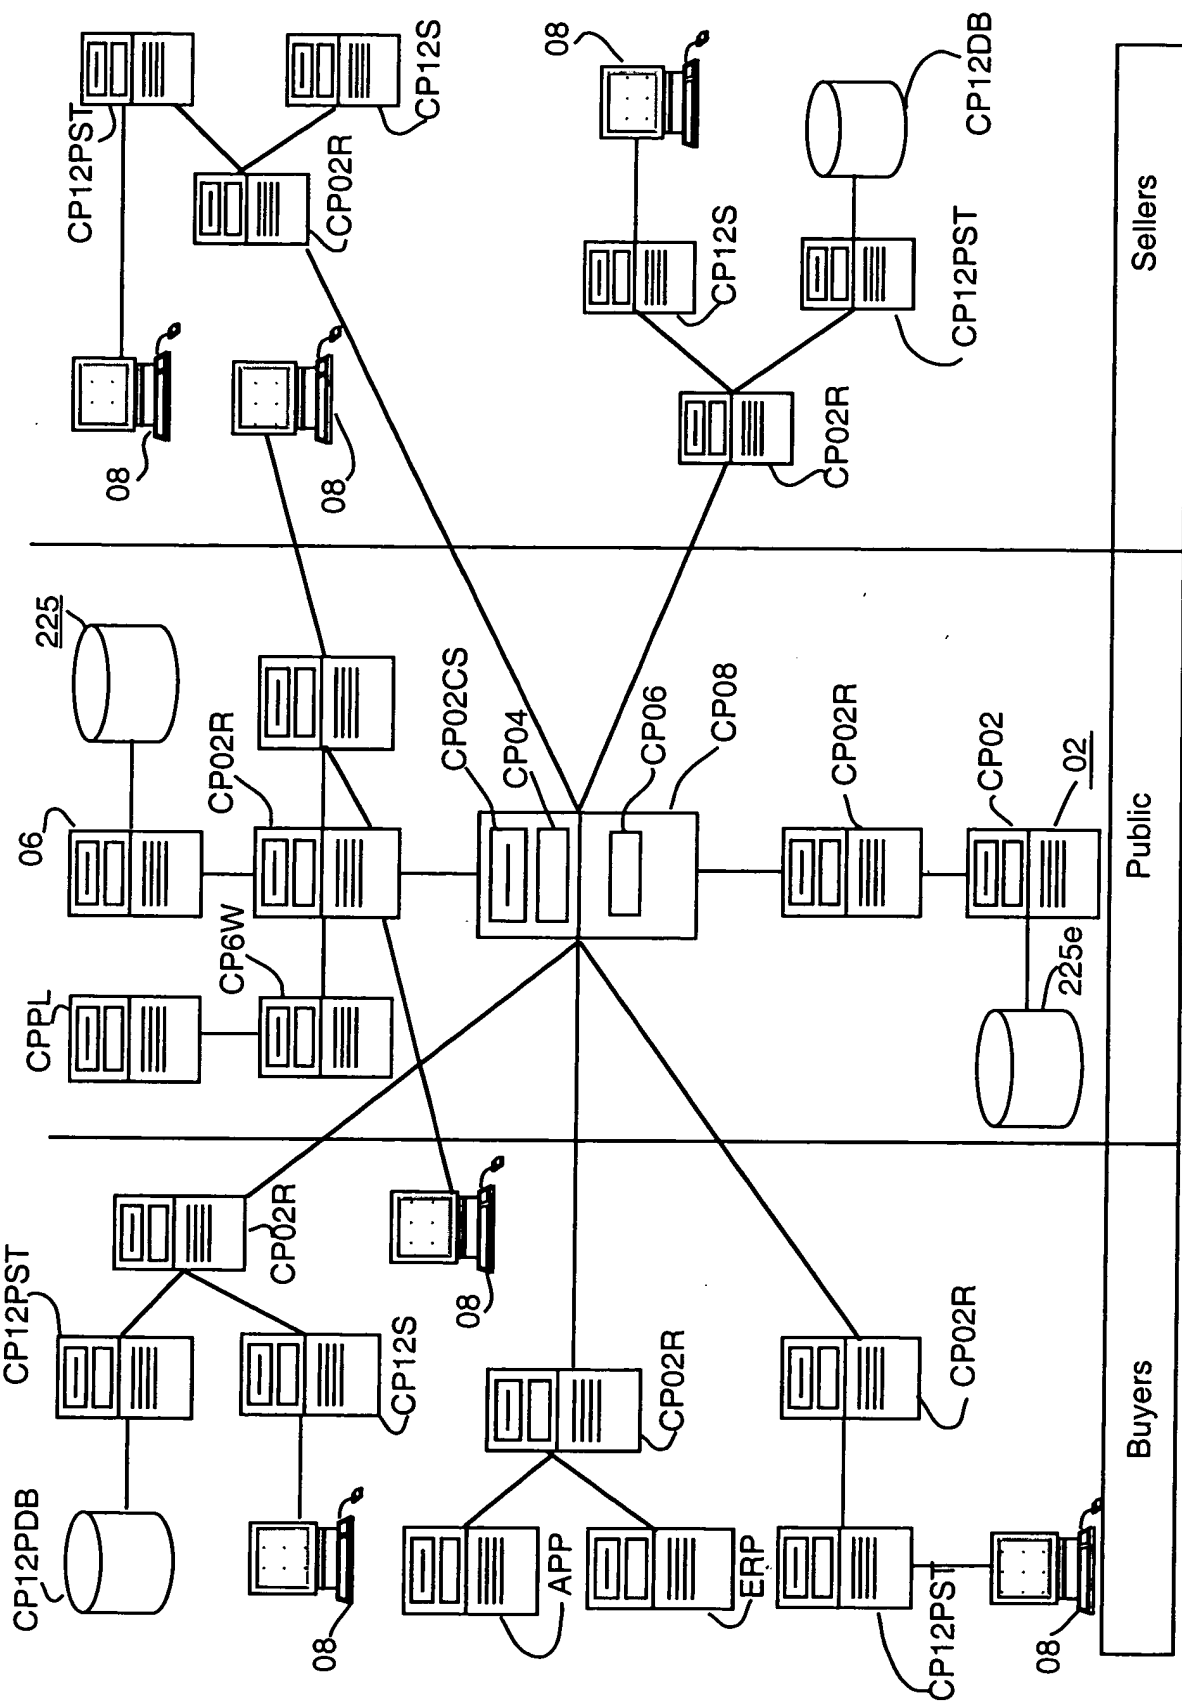 CP12PDB
CP12PST
CPPL
06
225
CP12PST
08
CP6W
CP02R
CP02R
08
08
CP02R
CP12S
CP12S
CP02CS
08
CP04
APP
08
CP06
CP02R
CP08
CP12S
ERP
CP02R
CP02R
CP12PST
CP02R
CP12PST
CP12DB
CP02
08
225e
02
Buyers
Public
Sellers